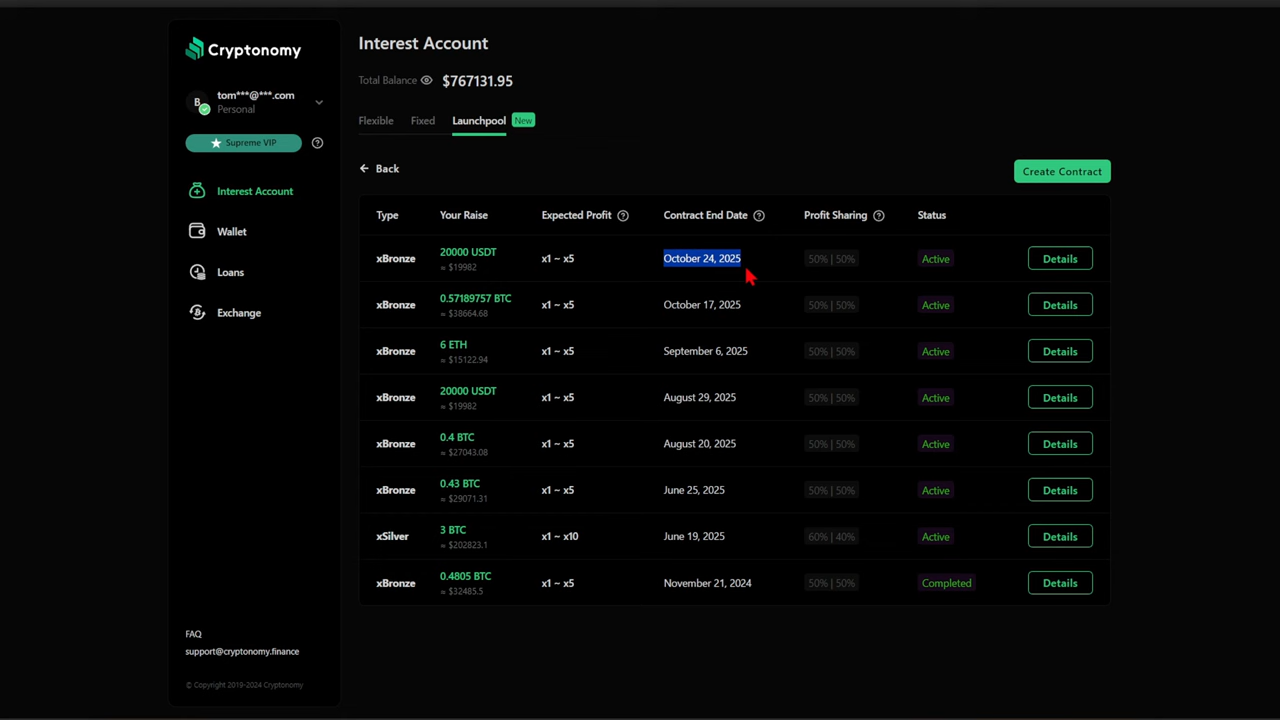 Cryptonomy
B
tom***@***.com
Personal
Supreme VIP
Interest Account
Wallet
Loans
Exchange
FAQ
support@cryptonomy.finance
© Copyright 2019-2024 Cryptonomy
Interest Account
Total Balance $767131.95
Flexible Fixed Launchpool New
Back
Create Contract
Type Your Raise Expected Profit Contract End Date Profit Sharing Status
xBronze 20000 USDT x1 ~ x5 October 24, 2025 50% | 50% Active Details
≈ $19982
xBronze 0.57189757 BTC x1 ~ x5 October 17, 2025 50% | 50% Active Details
≈ $38664.68
xBronze 6 ETH x1 ~ x5 September 6, 2025 50% | 50% Active Details
≈ $15122.94
xBronze 20000 USDT x1 ~ x5 August 29, 2025 50% | 50% Active Details
≈ $19982
xBronze 0.4 BTC x1 ~ x5 August 20, 2025 50% | 50% Active Details
≈ $27043.08
xBronze 0.43 BTC x1 ~ x5 June 25, 2025 50% | 50% Active Details
≈ $29071.31
xSilver 3 BTC x1 ~ x10 June 19, 2025 60% | 40% Active Details
≈ $202823.1
xBronze 0.4805 BTC x1 ~ x5 November 21, 2024 50% | 50% Completed Details
≈ $32485.5